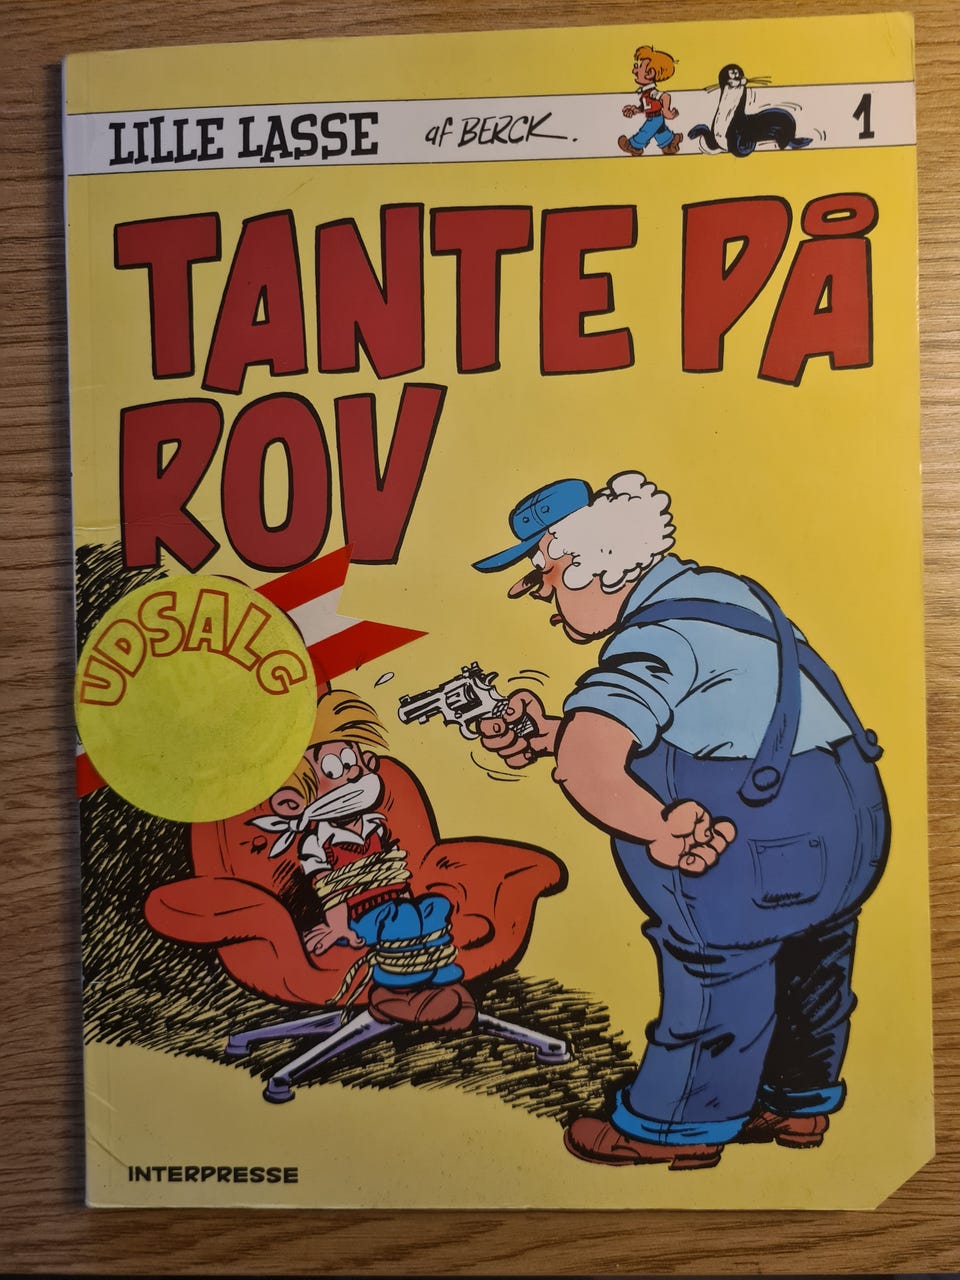 LILLE LASSE af BERCK. 1
TANTE PÅ
ROV
UDSALG
INTERPRESSE